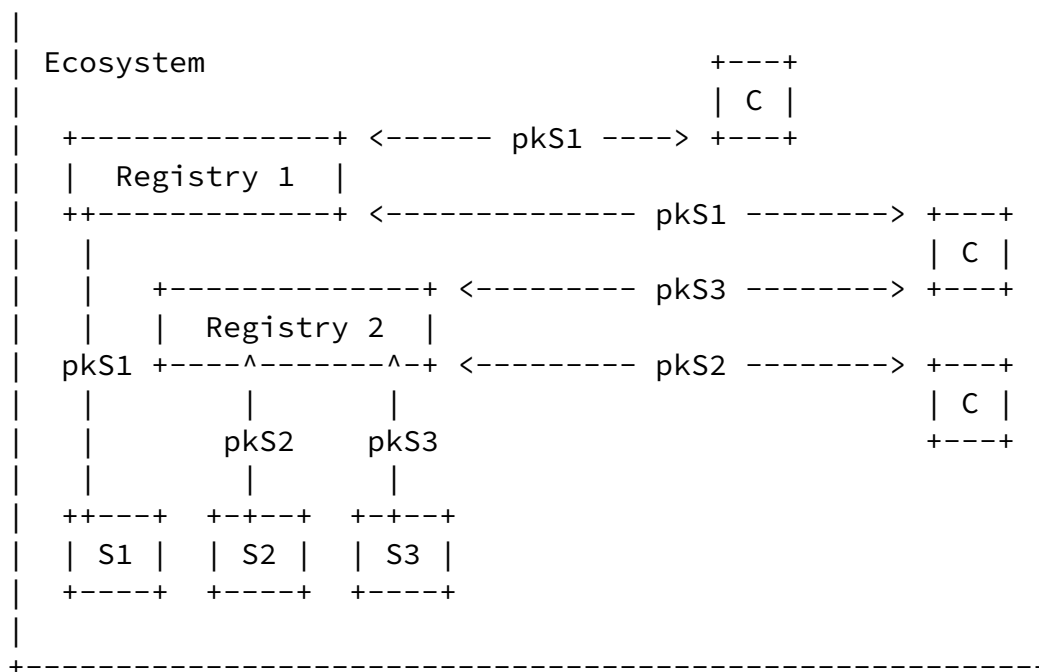 |
| Ecosystem                            +---+
|                                      | C |
|  +--------------+ <------ pkS1 ----> +---+
|  |  Registry 1  |
|  ++-------------+ <-------------- pkS1 --------> +---+
|   |                                              | C |
|   |   +--------------+ <--------- pkS3 --------> +---+
|   |   |  Registry 2  |
|  pkS1 +----^-------^-+ <--------- pkS2 --------> +---+
|   |        |       |                             | C |
|   |       pkS2    pkS3                           +---+
|   |        |       |
|  ++---+  +-+--+  +-+--+
|  | S1 |  | S2 |  | S3 |
|  +----+  +----+  +----+
|
+---------------------------------------------------------